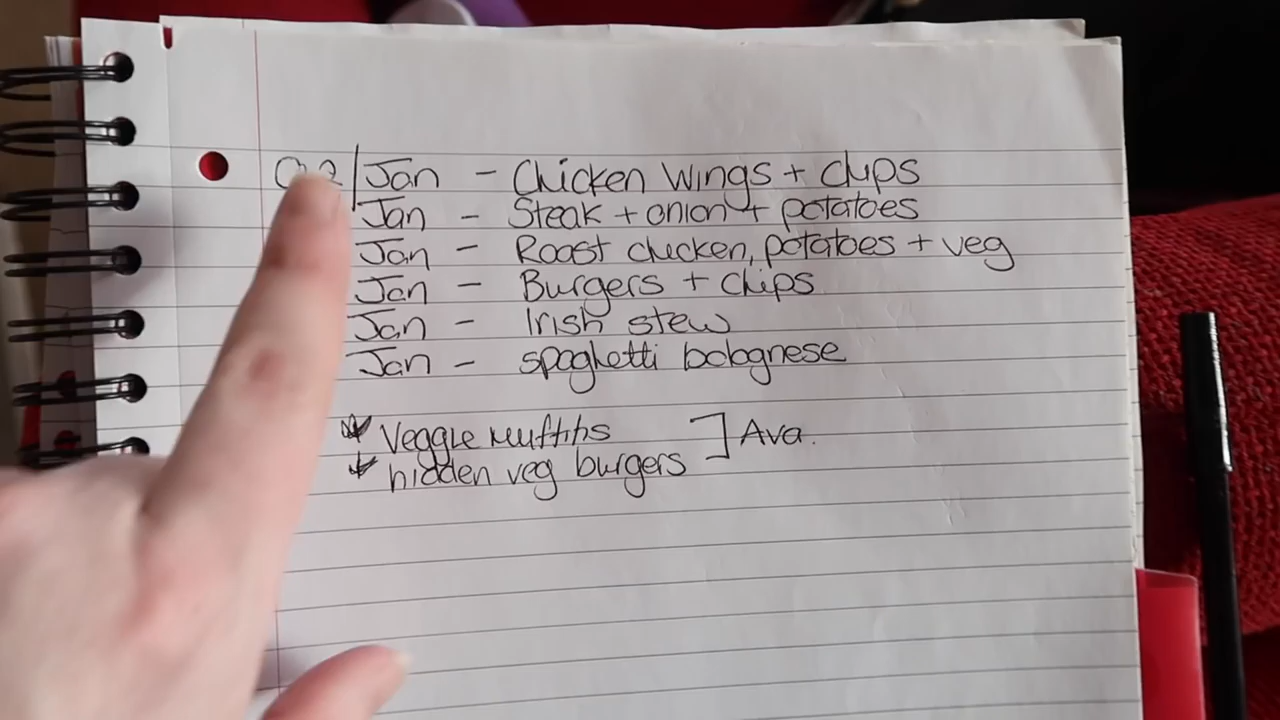 Jan - Chicken wings + chips
Jan - Steak + onion + potatoes
Jan - Roast chicken, potatoes + veg
Jan - Burgers + chips
Jan - Irish stew
Jan - spaghetti bolognese
Veggie
hidden veg burgers ] Ava.